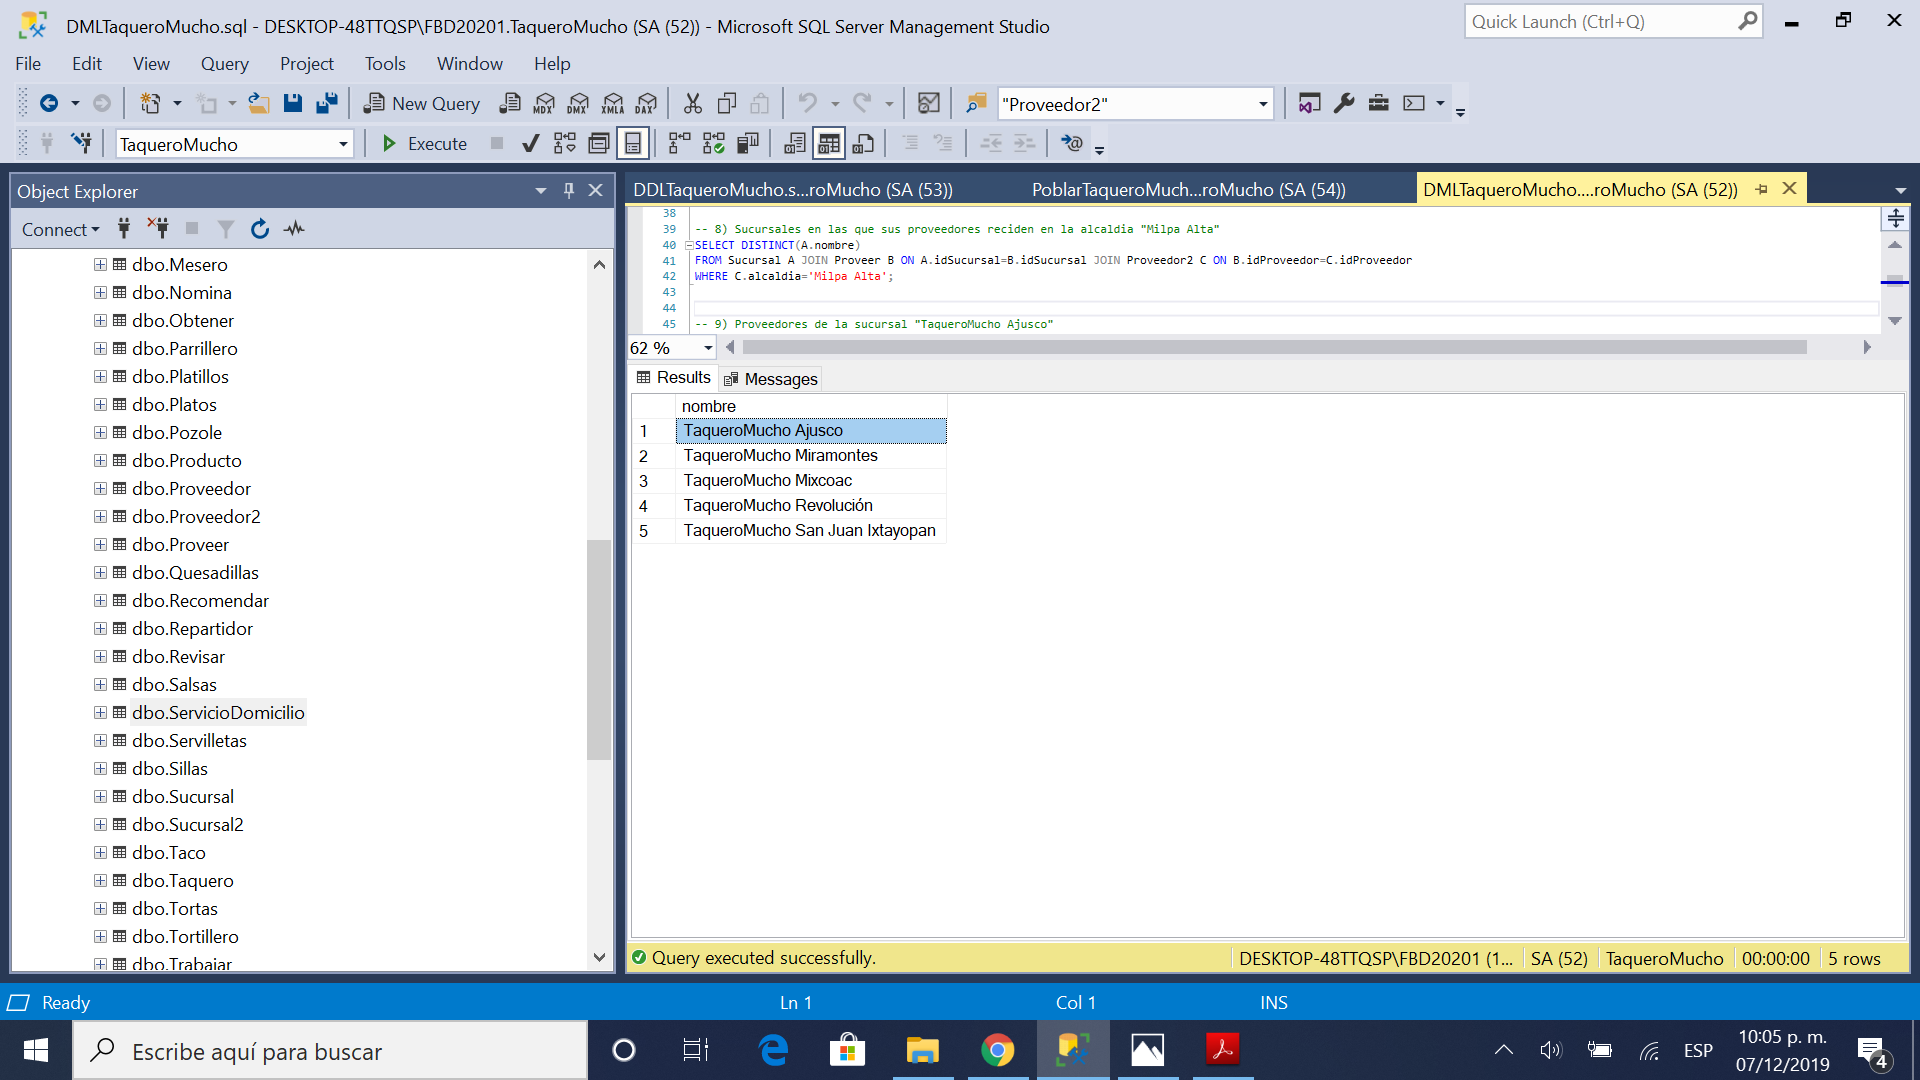 DMLTaqueroMucho.sql - DESKTOP-48TTQSP\FBD20201.TaqueroMucho (SA (52)) - Microsoft SQL Server Management Studio
Quick Launch (Ctrl+Q)
File Edit View Query Project Tools Window Help
New Query MDX DMX XMLA DAX "Proveedor2"
TaqueroMucho Execute
Object Explorer
Connect
dbo.Mesero
dbo.Nomina
dbo.Obtener
dbo.Parrillero
dbo.Platillos
dbo.Platos
dbo.Pozole
dbo.Producto
dbo.Proveedor
dbo.Proveedor2
dbo.Proveer
dbo.Quesadillas
dbo.Recomendar
dbo.Repartidor
dbo.Revisar
dbo.Salsas
dbo.ServicioDomicilio
dbo.Servilletas
dbo.Sillas
dbo.Sucursal
dbo.Sucursal2
dbo.Taco
dbo.Taquero
dbo.Tortas
dbo.Tortillero
dbo.Trabajar
DDLTaqueroMucho.s...roMucho (SA (53)) PoblarTaqueroMuch...roMucho (SA (54)) DMLTaqueroMucho....roMucho (SA (52))
38
39 -- 8) Sucursales en las que sus proveedores reciden en la alcaldia "Milpa Alta"
40 SELECT DISTINCT(A.nombre)
41 FROM Sucursal A JOIN Proveer B ON A.idSucursal=B.idSucursal JOIN Proveedor2 C ON B.idProveedor=C.idProveedor
42 WHERE C.alcaldia='Milpa Alta';
43
44
45 -- 9) Proveedores de la sucursal "TaqueroMucho Ajusco"
62 %
Results Messages
nombre
1 TaqueroMucho Ajusco
2 TaqueroMucho Miramontes
3 TaqueroMucho Mixcoac
4 TaqueroMucho Revolución
5 TaqueroMucho San Juan Ixtayopan
Query executed successfully. DESKTOP-48TTQSP\FBD20201 (1... SA (52) TaqueroMucho 00:00:00 5 rows
Ready Ln 1 Col 1 INS
Escribe aquí para buscar
ESP
10:05 p. m.
07/12/2019
4